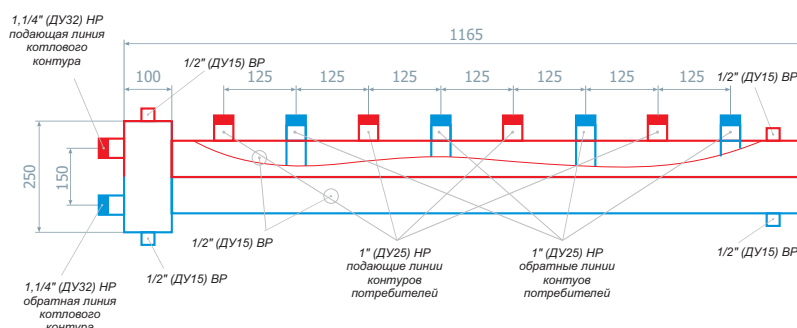 1,1/4" (ДУ32) НР
подающая линия
котлового
контура
1165
100
1/2" (ДУ15) ВР
125
125
125
125
125
125
125
1/2" (ДУ15) ВР
250
150
1/2" (ДУ15) ВР
1/2" (ДУ15) ВР
1" (ДУ25) НР
подающие линии
контуров
потребителей
1" (ДУ25) НР
обратные линии
контуов
потребителей
1/2" (ДУ15) ВР
1,1/4" (ДУ32) НР
обратная линия
котлового
контура